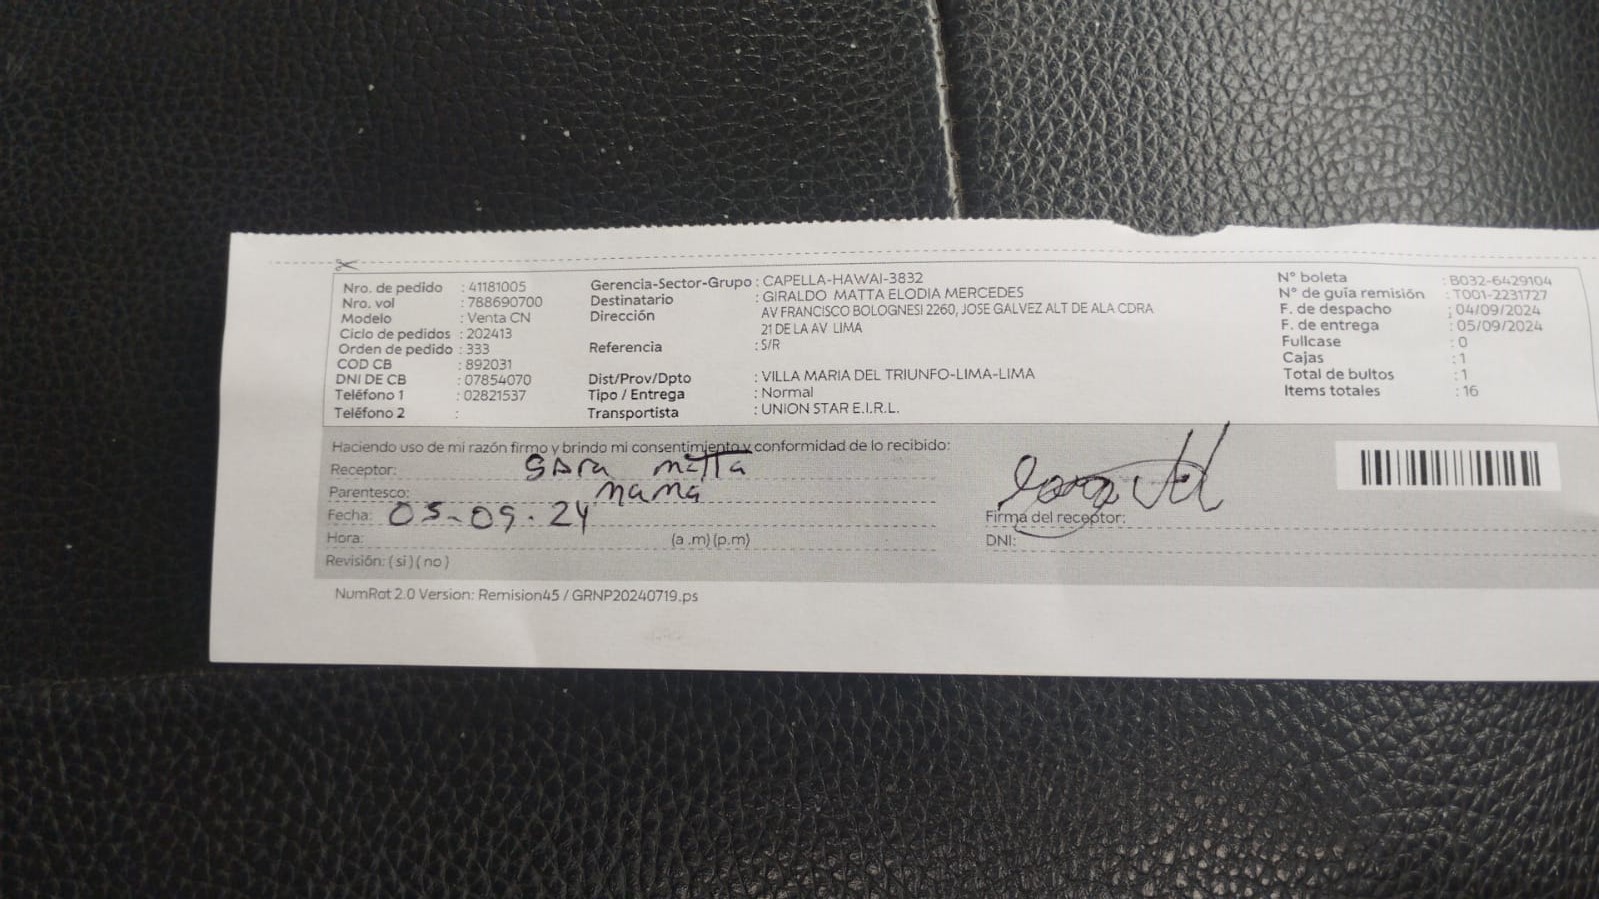 Nro. de pedido : 41181005
Nro. vol : 788690700
Modelo : Venta CN
Ciclo de pedidos : 202413
Orden de pedido : 333
COD CB : 892031
DNI DE CB : 07854070
Teléfono 1 : 02821537
Teléfono 2 :
Gerencia-Sector-Grupo : CAPELLA-HAWAI-3832
Destinatario : GIRALDO MATTA ELODIA MERCEDES
Dirección AV FRANCISCO BOLOGNESI 2260, JOSE GALVEZ ALT DE ALA CDRA
21 DE LA AV LIMA
Referencia : S/R
Dist/Prov/Dpto : VILLA MARIA DEL TRIUNFO-LIMA-LIMA
Tipo / Entrega : Normal
Transportista : UNION STAR E.I.R.L.
N° boleta : B032-6429104
N° de guía remisión : T001-2231727
F. de despacho : 04/09/2024
F. de entrega : 05/09/2024
Fullcase : 0
Cajas : 1
Total de bultos : 1
Items totales : 16
Haciendo uso de mi razón firmo y brindo mi consentimiento y conformidad de lo recibido:
Receptor: sara matta
Parentesco: mama
Fecha: 05-09-24
Hora: (a .m) (p.m)
Revisión: ( si ) ( no )
Firma del receptor:
DNI:
NumRot 2.0 Version: Remision45 / GRNP20240719.ps